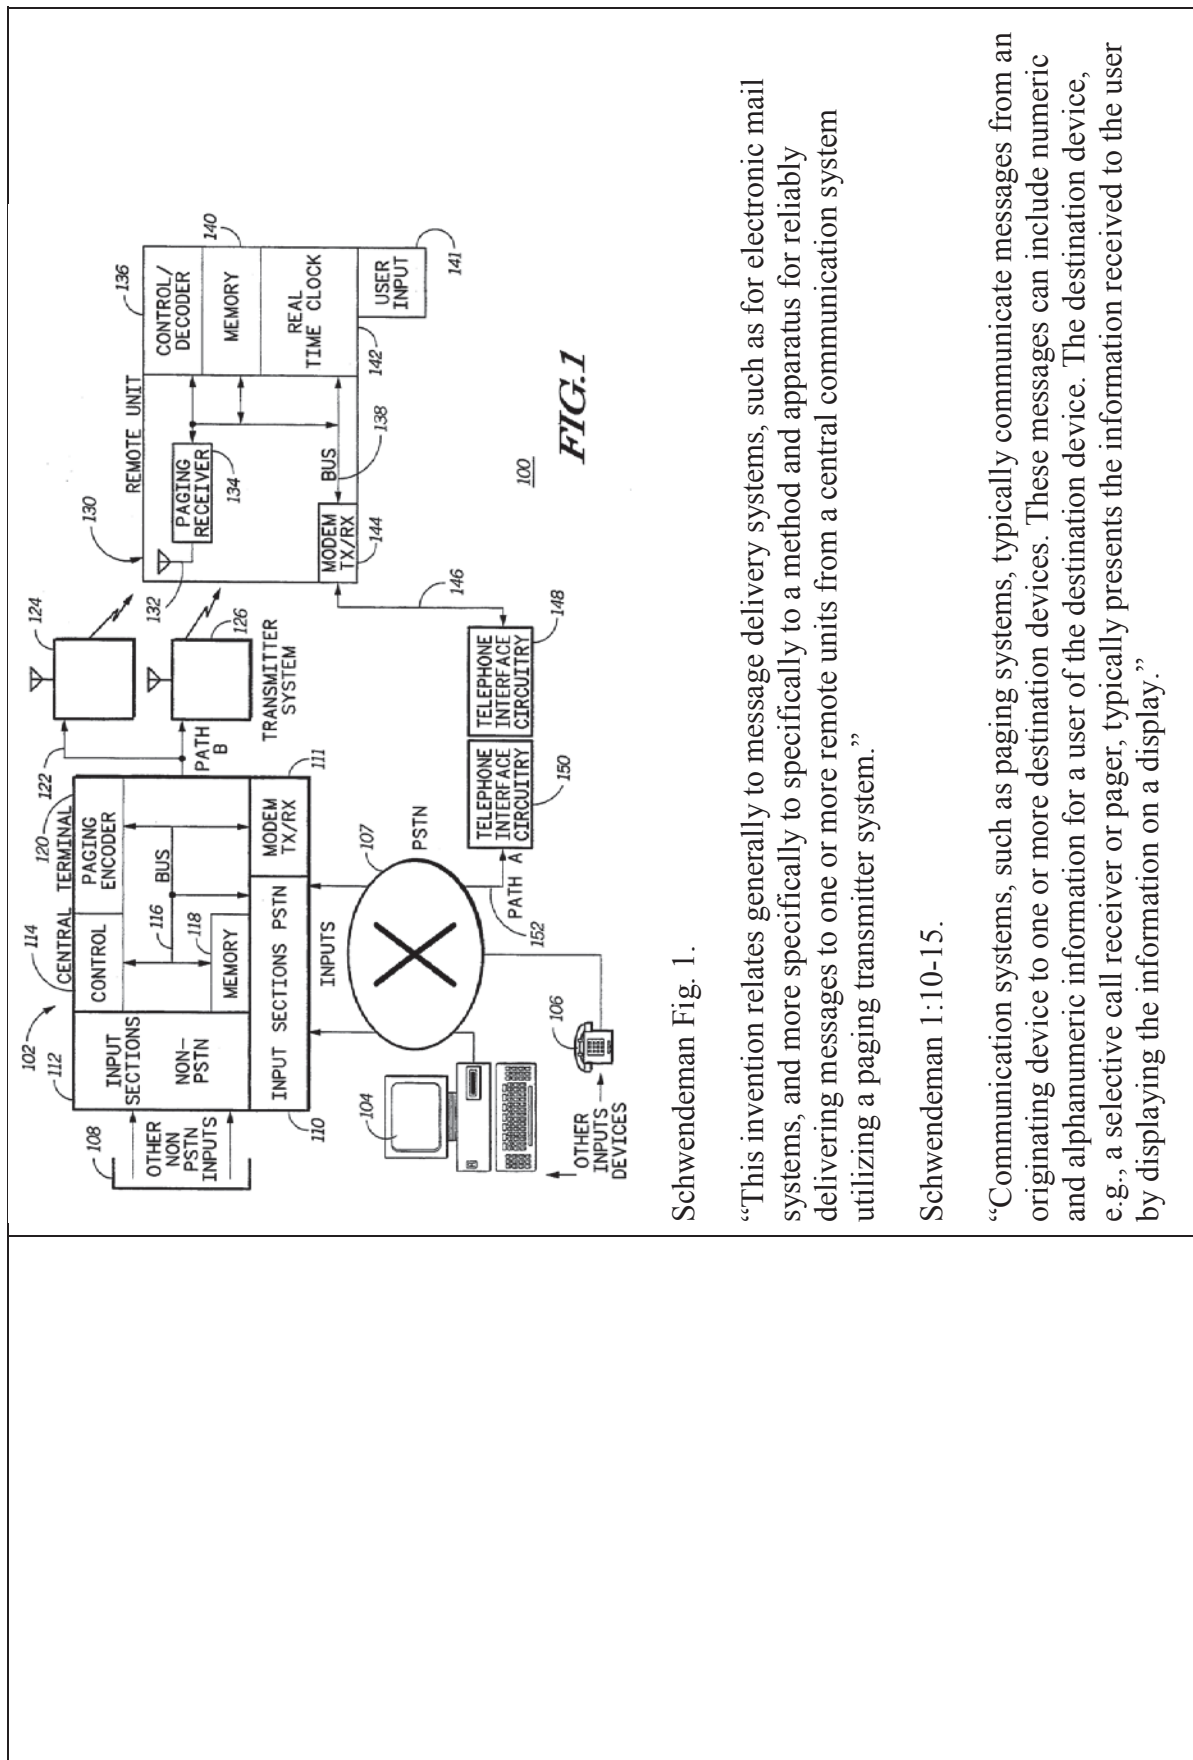 102
112
114
CENTRAL TERMINAL
120
122
124
130
REMOTE UNIT
136
108
OTHER
NON
PSTN
INPUTS
INPUT
SECTIONS
NON-
PSTN
CONTROL
PAGING
ENCODER
116
BUS
118
MEMORY
PATH
B
126
TRANSMITTER
SYSTEM
132
PAGING
RECEIVER
134
CONTROL/
DECODER
140
MEMORY
REAL
TIME CLOCK
BUS
138
142
USER
INPUT
141
MODEM
TX/RX
144
110
INPUT SECTIONS PSTN
MODEM
TX/RX
111
INPUTS
107
PSTN
146
104
PATH A
152
TELEPHONE
INTERFACE
CIRCUITRY
150
TELEPHONE
INTERFACE
CIRCUITRY
148
100
FIG.1
106
OTHER
INPUTS
DEVICES
Schwendeman Fig. 1.
“This invention relates generally to message delivery systems, such as for electronic mail
systems, and more specifically to specifically to a method and apparatus for reliably
delivering messages to one or more remote units from a central communication system
utilizing a paging transmitter system.”
Schwendeman 1:10-15.
“Communication systems, such as paging systems, typically communicate messages from an
originating device to one or more destination devices. These messages can include numeric
and alphanumeric information for a user of the destination device. The destination device,
e.g., a selective call receiver or pager, typically presents the information received to the user
by displaying the information on a display.”